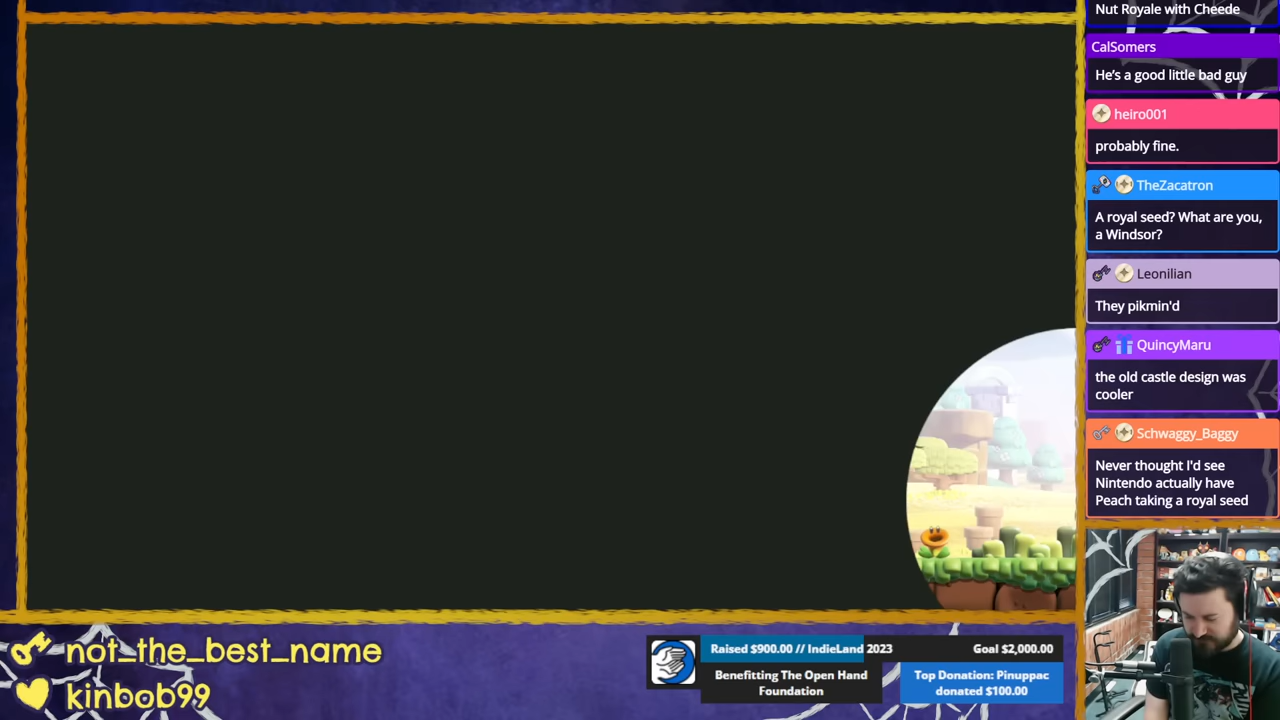 Nut Royale with Cheede
CalSomers
He's a good little bad guy
heiro001
probably fine.
TheZacatron
A royal seed? What are you,
a Windsor?
Leonilian
They pikmin'd
QuincyMaru
the old castle design was
cooler
Schwaggy_Baggy
Never thought I'd see
Nintendo actually have
Peach taking a royal seed
not_the_best_name
kinbob99
Raised $900.00 // IndieLand 2023
Goal $2,000.00
Benefitting The Open Hand
Foundation
Top Donation: Pinuppac
donated $100.00